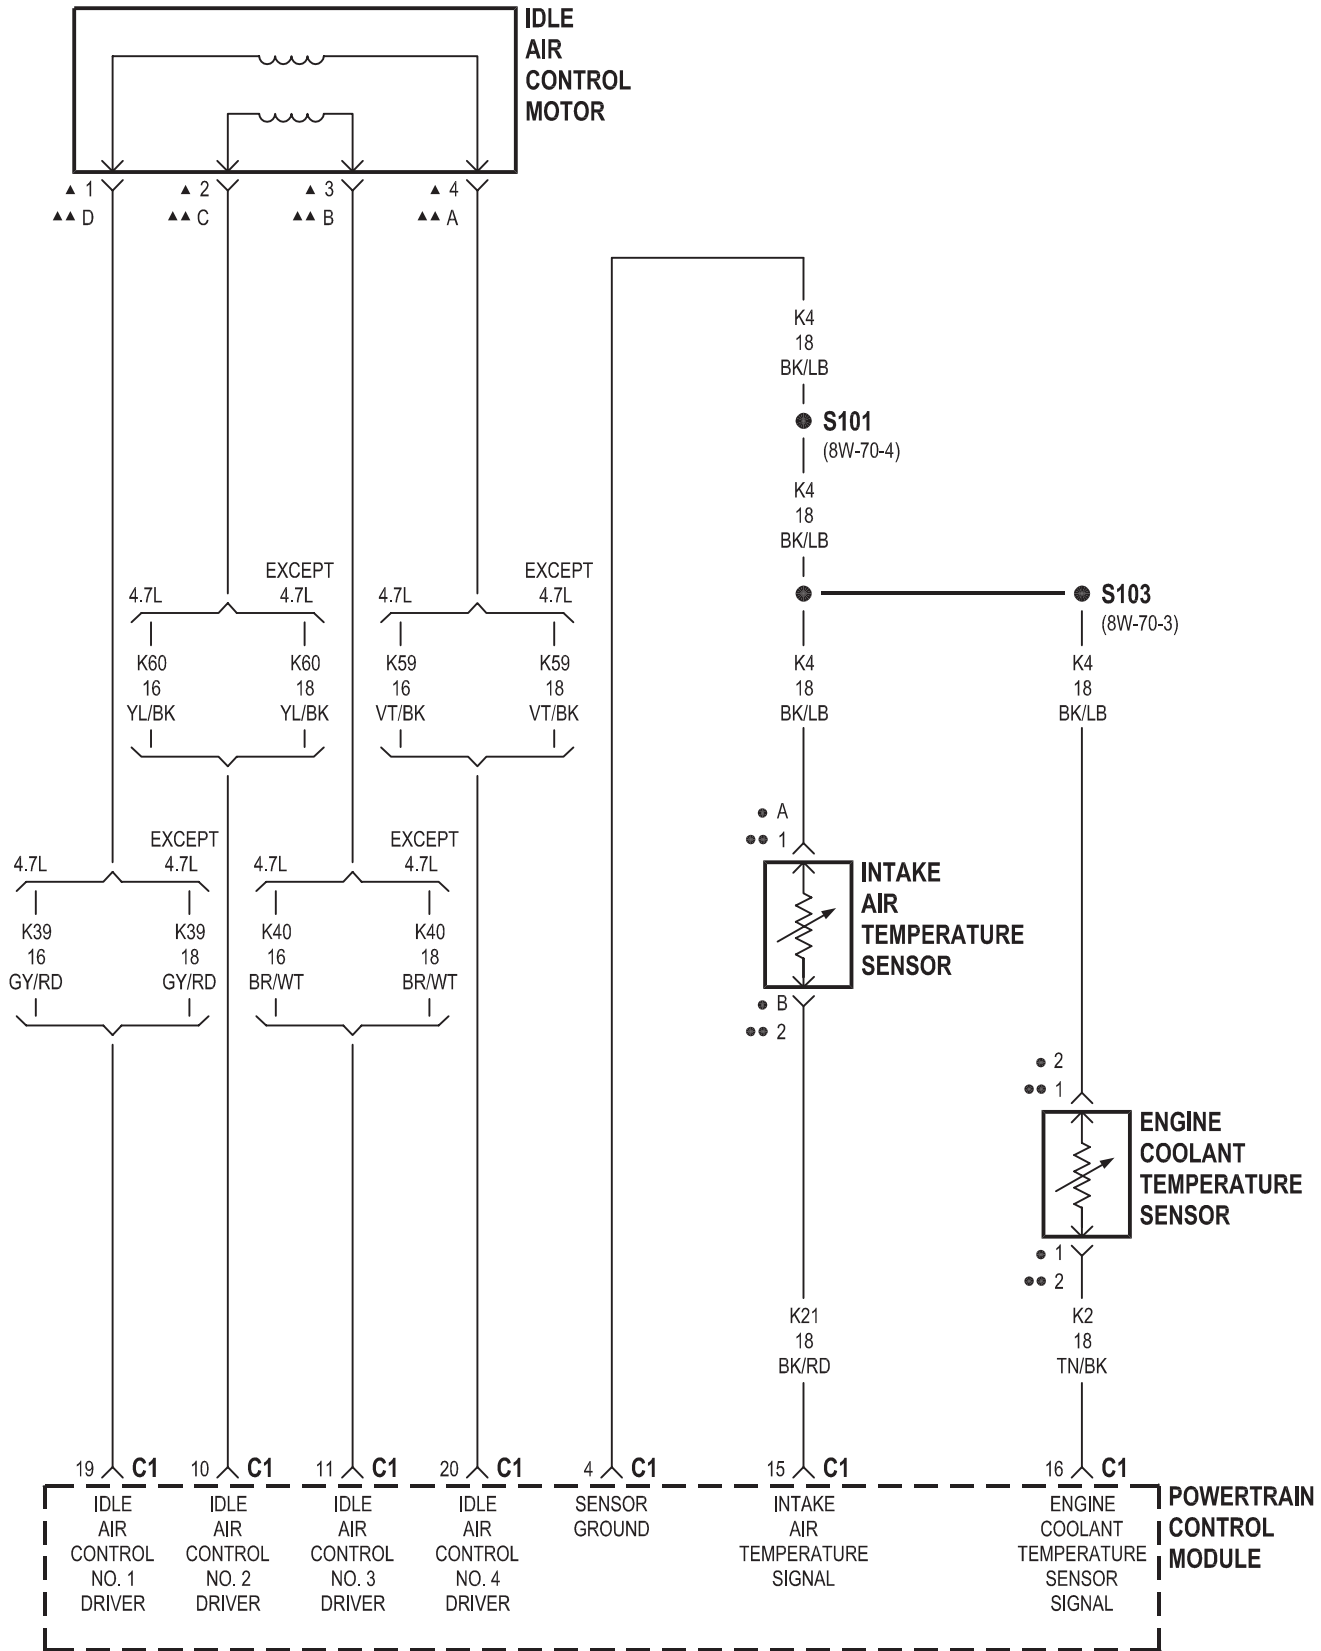 IDLE
AIR
CONTROL
MOTOR
▲ 1
▲▲ D
▲ 2
▲▲ C
▲ 3
▲▲ B
▲ 4
▲▲ A
K4
18
BK/LB
S101
(8W-70-4)
K4
18
BK/LB
S103
(8W-70-3)
4.7L
EXCEPT
4.7L
K60
16
YL/BK
K60
18
YL/BK
4.7L
EXCEPT
4.7L
K59
16
VT/BK
K59
18
VT/BK
K4
18
BK/LB
K4
18
BK/LB
4.7L
EXCEPT
4.7L
K39
16
GY/RD
K39
18
GY/RD
4.7L
EXCEPT
4.7L
K40
16
BR/WT
K40
18
BR/WT
● A
●● 1
INTAKE
AIR
TEMPERATURE
SENSOR
● B
●● 2
● 2
●● 1
ENGINE
COOLANT
TEMPERATURE
SENSOR
● 1
●● 2
K21
18
BK/RD
K2
18
TN/BK
19 C1
10 C1
11 C1
20 C1
4 C1
15 C1
16 C1
IDLE
AIR
CONTROL
NO. 1
DRIVER
IDLE
AIR
CONTROL
NO. 2
DRIVER
IDLE
AIR
CONTROL
NO. 3
DRIVER
IDLE
AIR
CONTROL
NO. 4
DRIVER
SENSOR
GROUND
INTAKE
AIR
TEMPERATURE
SIGNAL
ENGINE
COOLANT
TEMPERATURE
SENSOR
SIGNAL
POWERTRAIN
CONTROL
MODULE